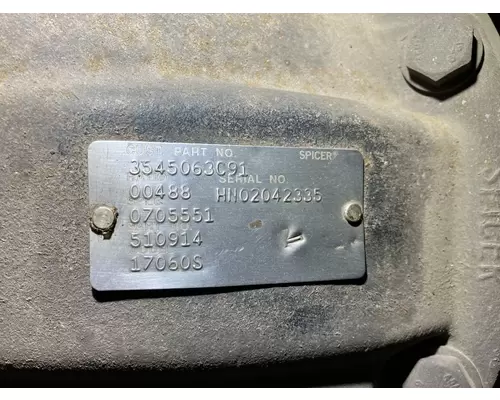 PART NO. SPICER®
3545063C91
SERIAL NO.
00488 HN02042335
0705551
510914
17060S
SPICER